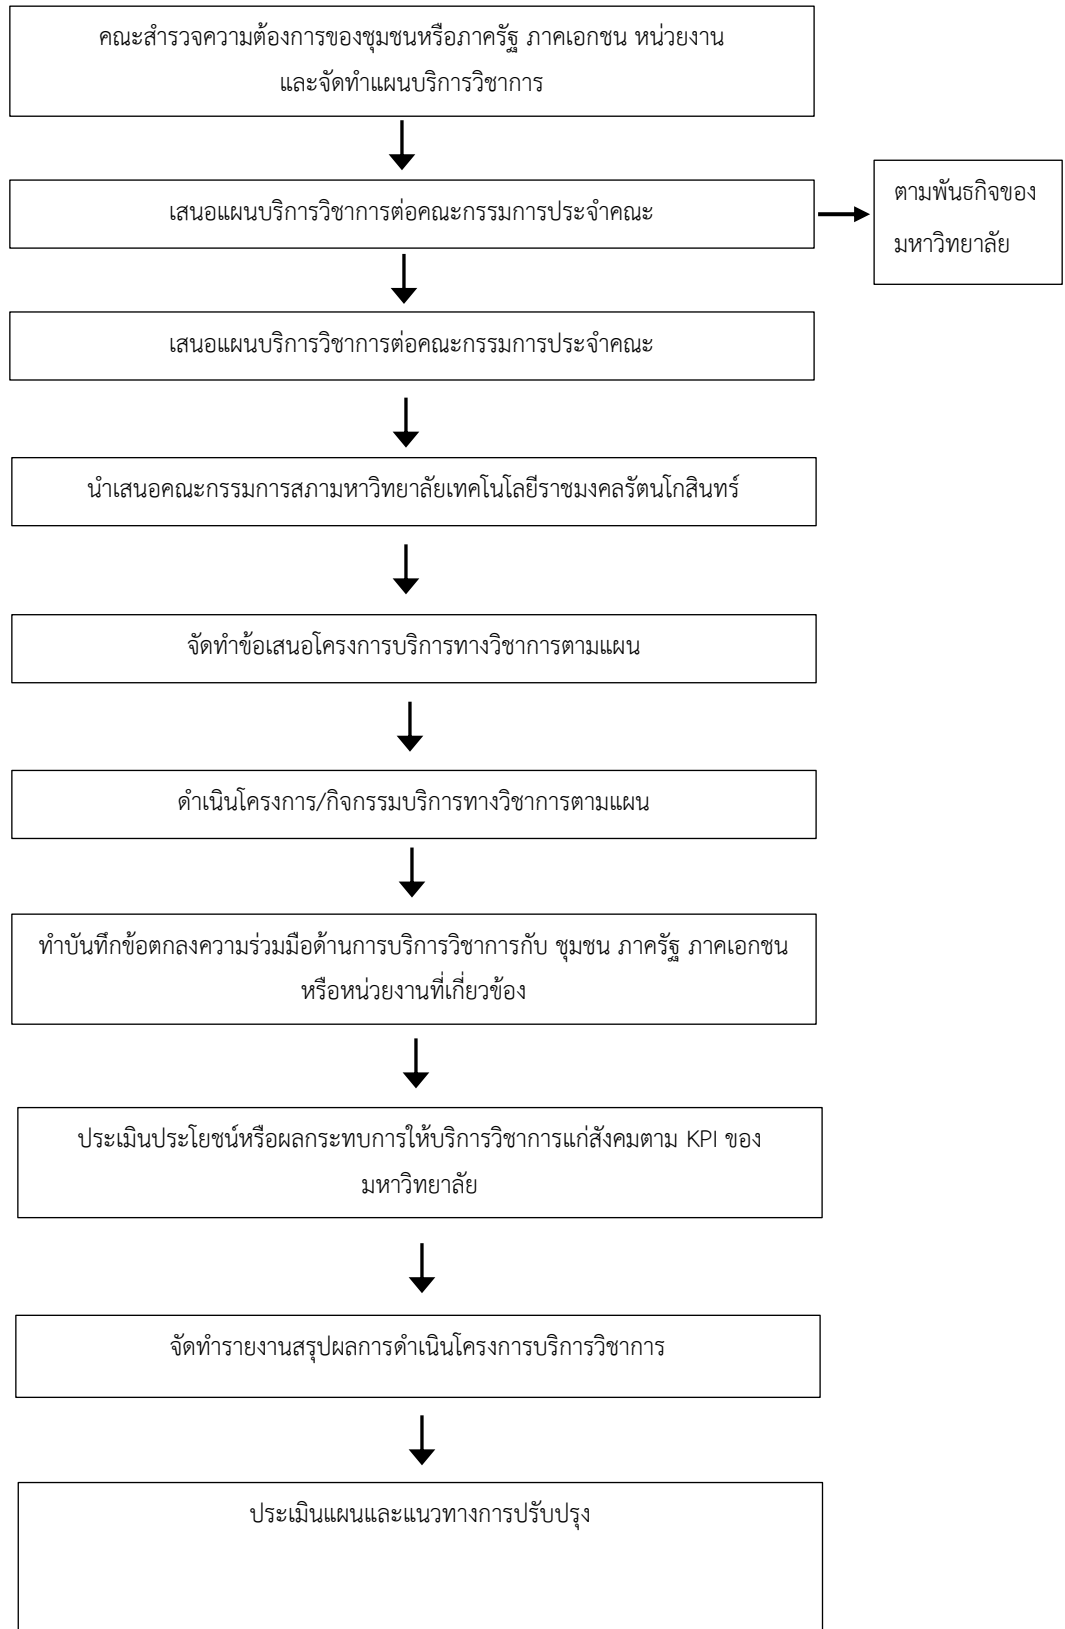 คณะสำรวจความต้องการของชุมชนหรือภาครัฐ ภาคเอกชน หน่วยงาน
และจัดทำแผนบริการวิชาการ
เสนอแผนบริการวิชาการต่อคณะกรรมการประจำคณะ
ตามพันธกิจของ
มหาวิทยาลัย
เสนอแผนบริการวิชาการต่อคณะกรรมการประจำคณะ
นำเสนอคณะกรรมการสภามหาวิทยาลัยเทคโนโลยีราชมงคลรัตนโกสินทร์
จัดทำข้อเสนอโครงการบริการทางวิชาการตามแผน
ดำเนินโครงการ/กิจกรรมบริการทางวิชาการตามแผน
ทำบันทึกข้อตกลงความร่วมมือด้านการบริการวิชาการกับ ชุมชน ภาครัฐ ภาคเอกชน
หรือหน่วยงานที่เกี่ยวข้อง
ประเมินประโยชน์หรือผลกระทบการให้บริการวิชาการแก่สังคมตาม KPI ของ
มหาวิทยาลัย
จัดทำรายงานสรุปผลการดำเนินโครงการบริการวิชาการ
ประเมินแผนและแนวทางการปรับปรุง